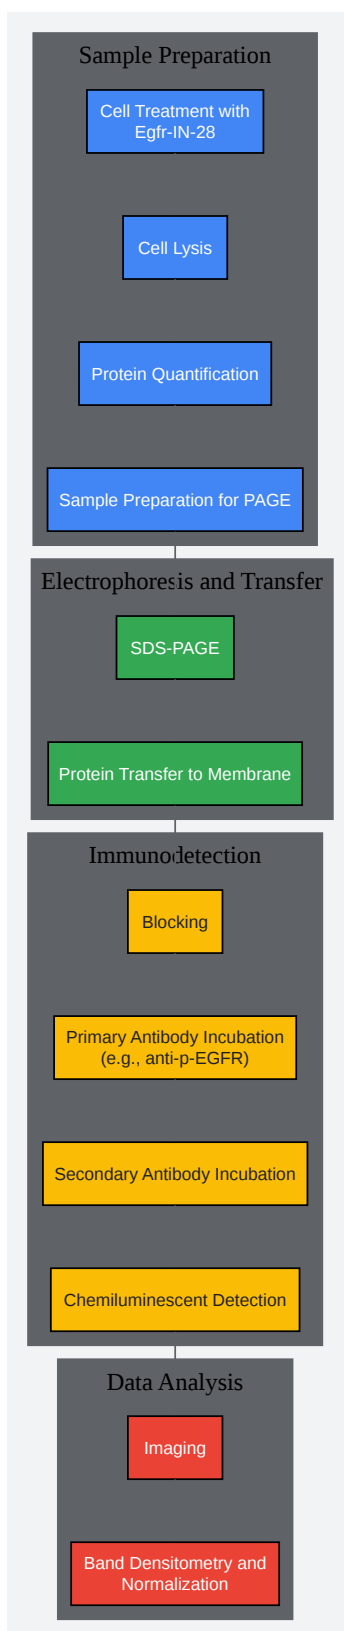 Sample Preparation
Cell Treatment with
Egfr-IN-28
Cell Lysis
Protein Quantification
Sample Preparation for PAGE
Electrophoresis and Transfer
SDS-PAGE
Protein Transfer to Membrane
Immunodetection
Blocking
Primary Antibody Incubation
(e.g., anti-p-EGFR)
Secondary Antibody Incubation
Chemiluminescent Detection
Data Analysis
Imaging
Band Densitometry and
Normalization